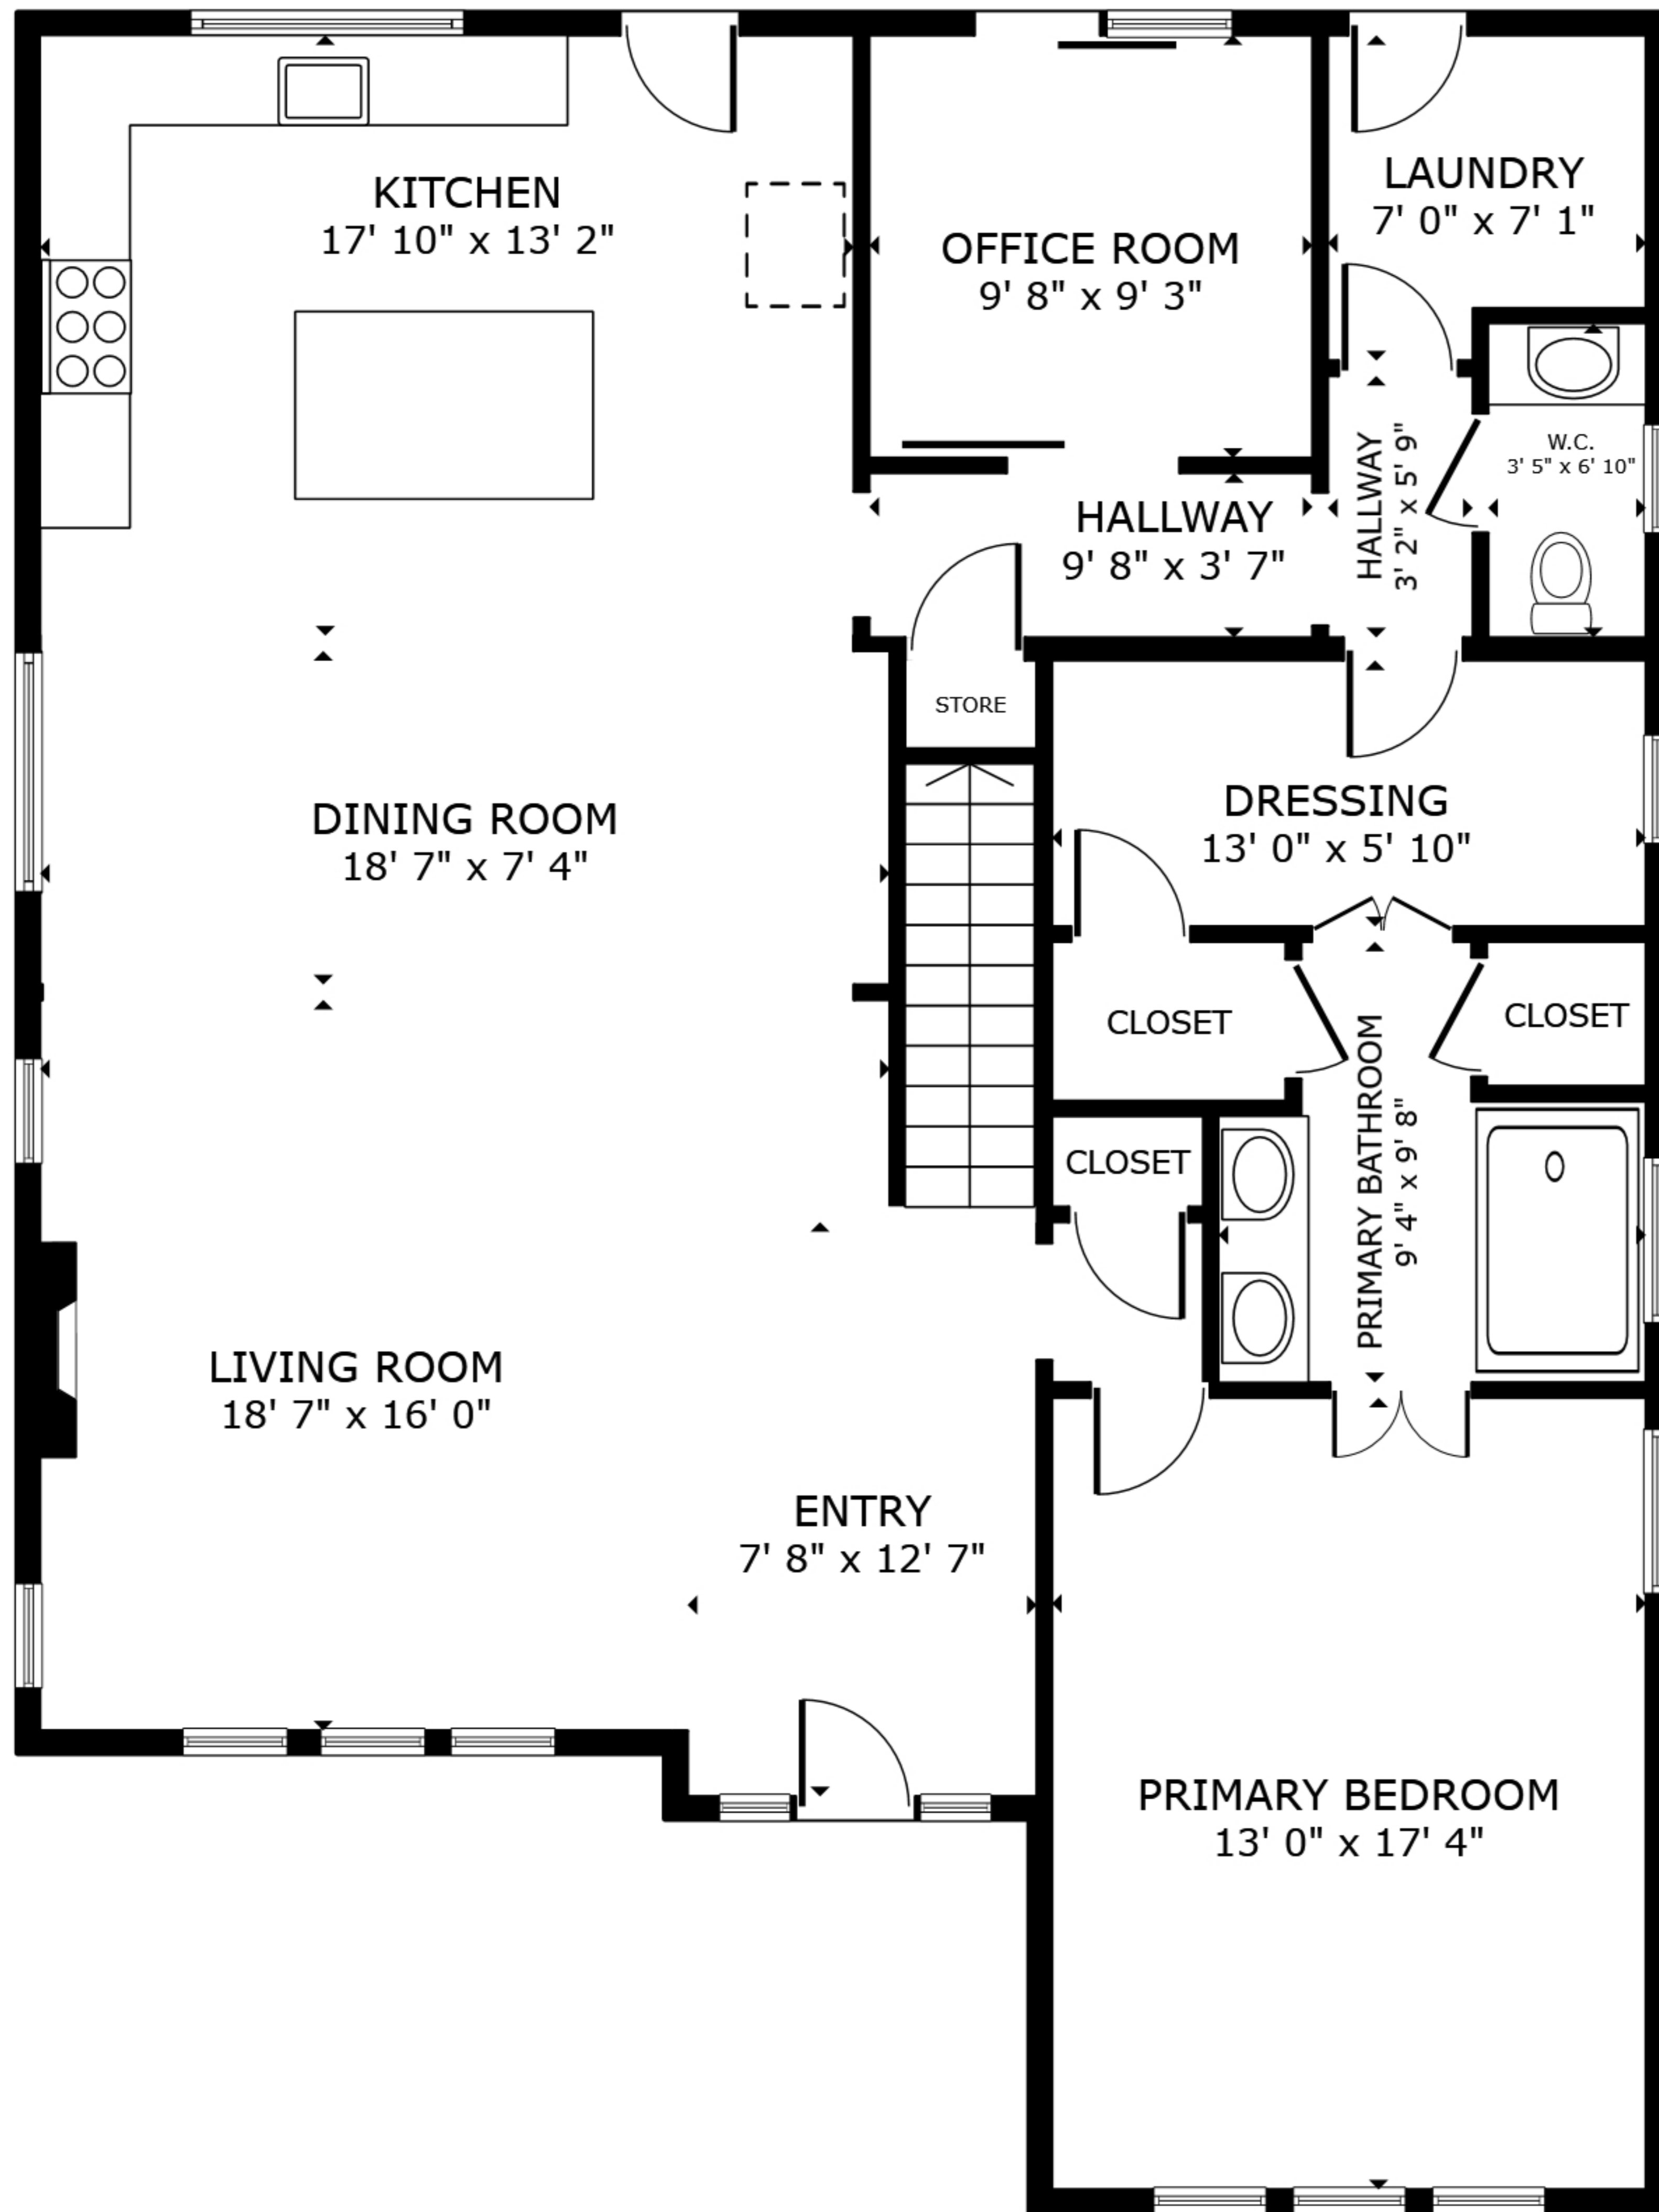 KITCHEN
17' 10" x 13' 2"
OFFICE ROOM
9' 8" x 9' 3"
LAUNDRY
7' 0" x 7' 1"
W.C.
3' 5" x 6' 10"
HALLWAY
3' 2" x 5' 9"
HALLWAY
9' 8" x 3' 7"
STORE
DINING ROOM
18' 7" x 7' 4"
DRESSING
13' 0" x 5' 10"
CLOSET
CLOSET
CLOSET
PRIMARY BATHROOM
9' 4" x 9' 8"
LIVING ROOM
18' 7" x 16' 0"
ENTRY
7' 8" x 12' 7"
PRIMARY BEDROOM
13' 0" x 17' 4"